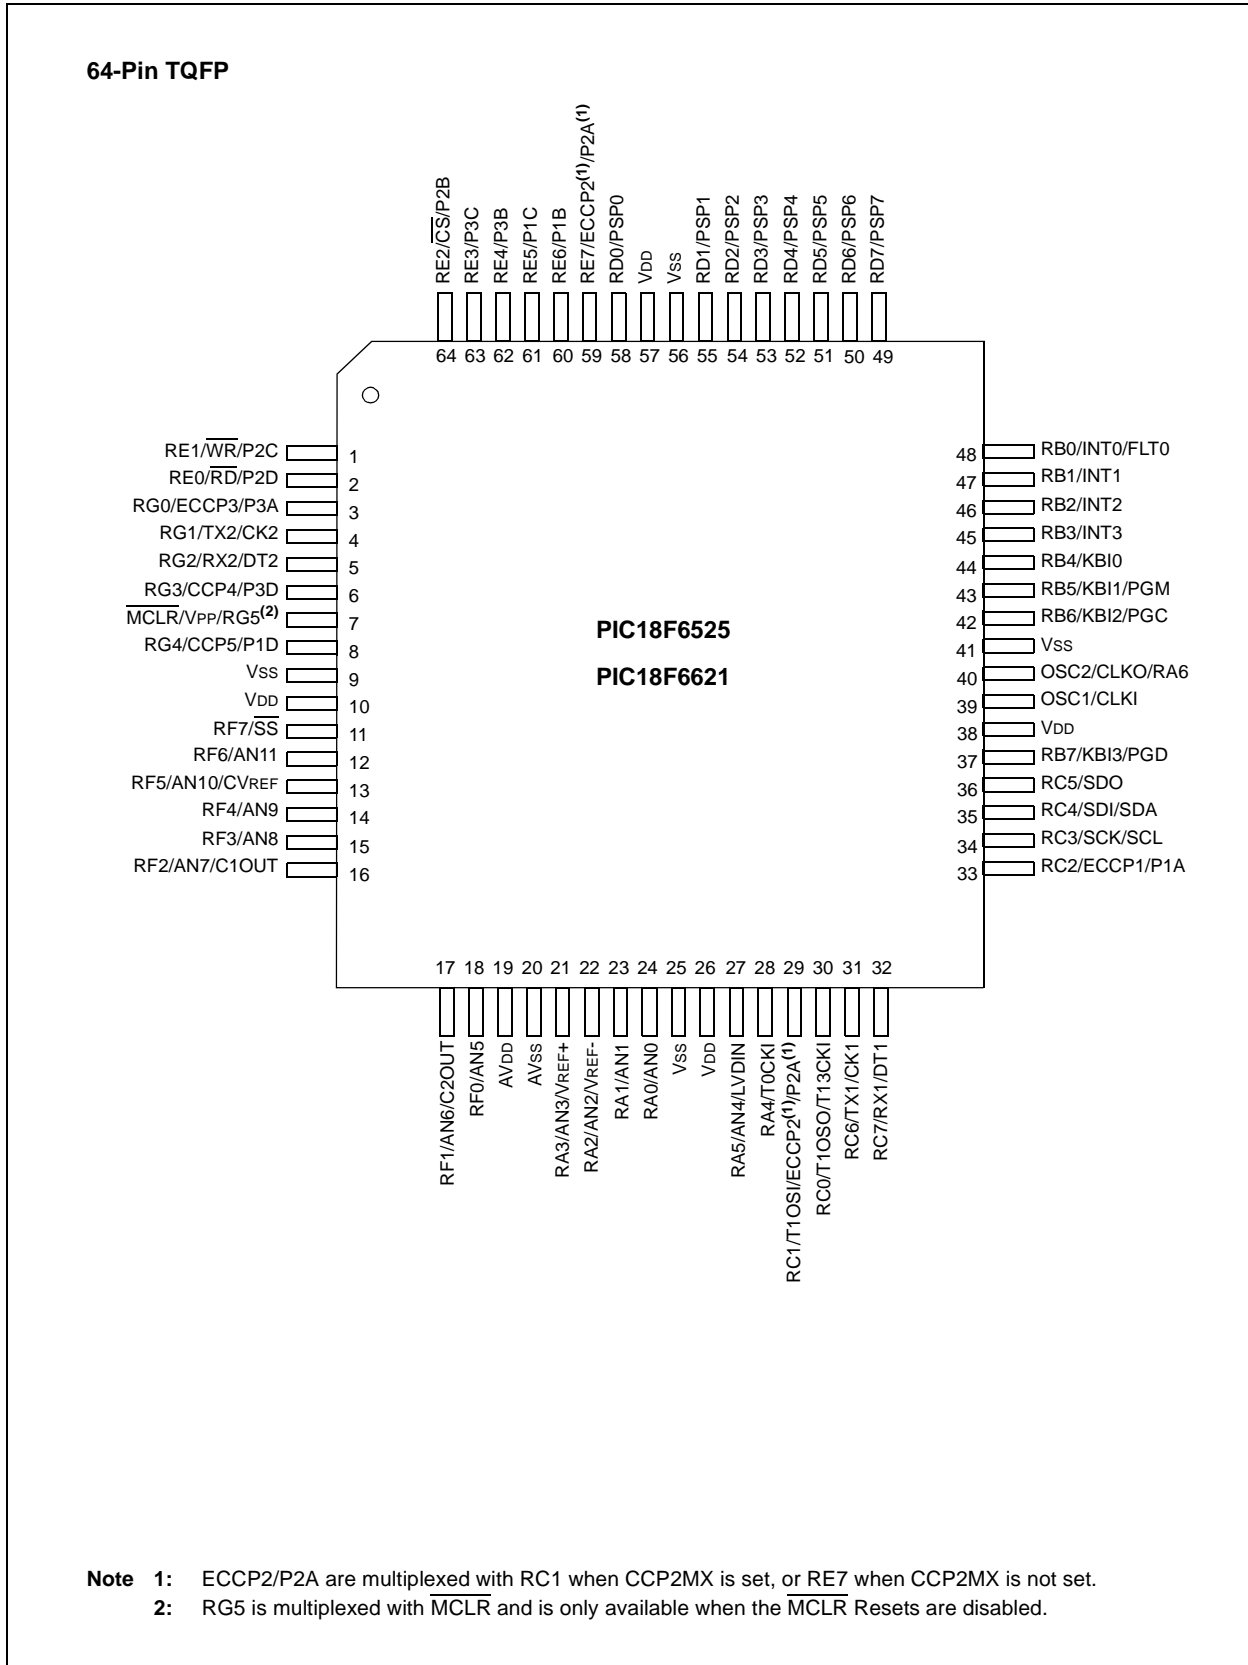 64-Pin TQFP
RE2/CS/P2B
RE3/P3C
RE4/P3B
RE5/P1C
RE6/P1B
RE7/ECCP2(1)/P2A(1)
RD0/PSP0
VDD
VSS
RD1/PSP1
RD2/PSP2
RD3/PSP3
RD4/PSP4
RD5/PSP5
RD6/PSP6
RD7/PSP7
64 63 62 61 60 59 58 57 56 55 54 53 52 51 50 49
RE1/WR/P2C 1
RE0/RD/P2D 2
RG0/ECCP3/P3A 3
RG1/TX2/CK2 4
RG2/RX2/DT2 5
RG3/CCP4/P3D 6
MCLR/VPP/RG5(2) 7
RG4/CCP5/P1D 8
VSS 9
VDD 10
RF7/SS 11
RF6/AN11 12
RF5/AN10/CVREF 13
RF4/AN9 14
RF3/AN8 15
RF2/AN7/C1OUT 16
PIC18F6525
PIC18F6621
48 RB0/INT0/FLT0
47 RB1/INT1
46 RB2/INT2
45 RB3/INT3
44 RB4/KBI0
43 RB5/KBI1/PGM
42 RB6/KBI2/PGC
41 VSS
40 OSC2/CLKO/RA6
39 OSC1/CLKI
38 VDD
37 RB7/KBI3/PGD
36 RC5/SDO
35 RC4/SDI/SDA
34 RC3/SCK/SCL
33 RC2/ECCP1/P1A
17 18 19 20 21 22 23 24 25 26 27 28 29 30 31 32
RF1/AN6/C2OUT
RF0/AN5
AVDD
AVSS
RA3/AN3/VREF+
RA2/AN2/VREF-
RA1/AN1
RA0/AN0
VSS
VDD
RA5/AN4/LVDIN
RA4/T0CKI
RC1/T1OSI/ECCP2(1)/P2A(1)
RC0/T1OSO/T13CKI
RC6/TX1/CK1
RC7/RX1/DT1
Note 1: ECCP2/P2A are multiplexed with RC1 when CCP2MX is set, or RE7 when CCP2MX is not set.
2: RG5 is multiplexed with MCLR and is only available when the MCLR Resets are disabled.